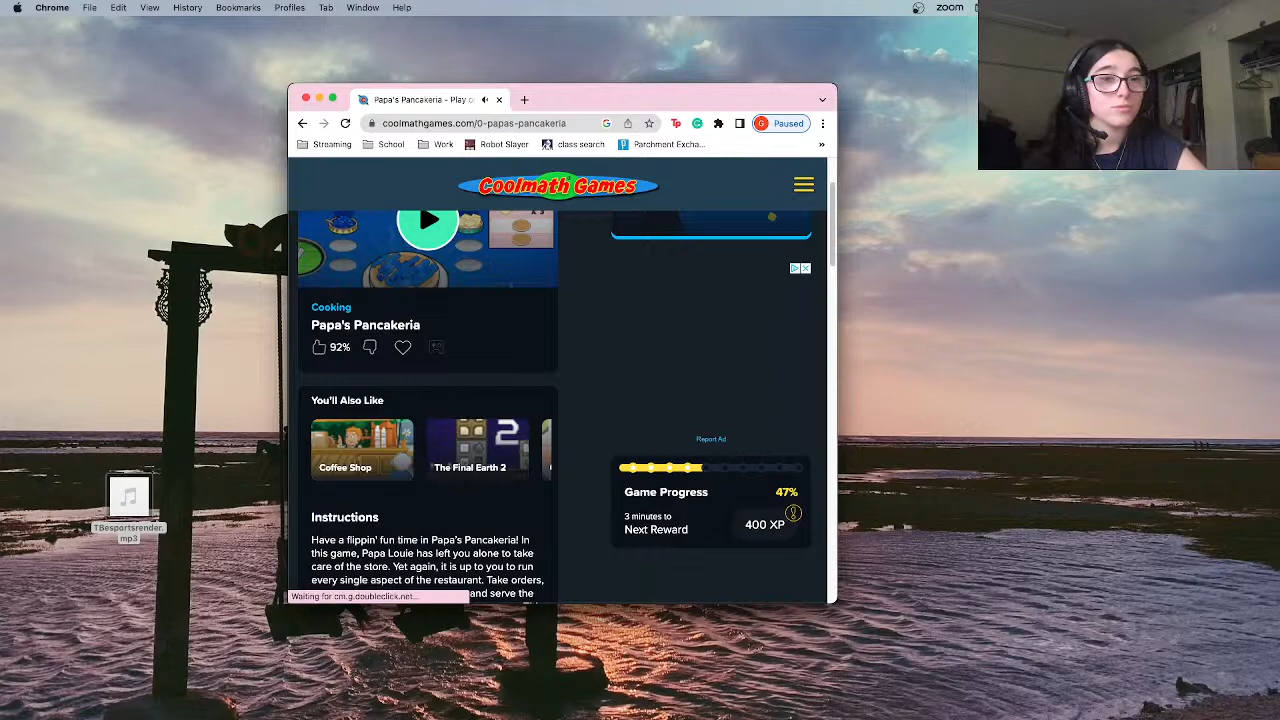 Chrome File Edit View History Bookmarks Profiles Tab Window Help
zoom
Papa's Pancakeria - Play o
coolmathgames.com/0-papas-pancakeria
Tp
G Paused
Streaming School Work Robot Slayer class search Parchment Excha...
Coolmath Games
Cooking
Papa's Pancakeria
92%
You'll Also Like
Coffee Shop
The Final Earth 2
2
Instructions
Have a flippin' fun time in Papa's Pancakeria! In
this game, Papa Louie has left you alone to take
care of the store. Yet again, it is up to you to run
every single aspect of the restaurant. Take orders,
and serve the
Waiting for cm.g.doubleclick.net...
Report Ad
Game Progress 47%
3 minutes to
Next Reward
400 XP
TBesportsrender.
mp3